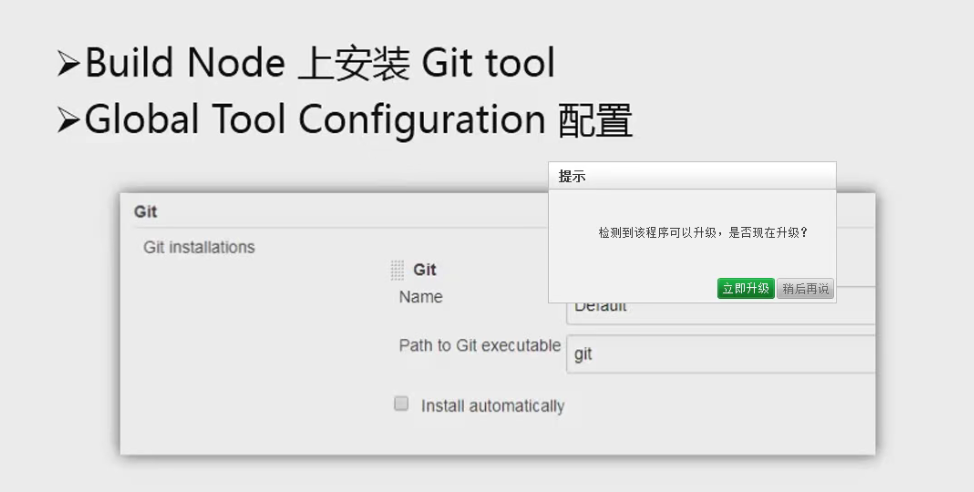 ➢Build Node 上安装 Git tool
➢Global Tool Configuration 配置
提示
Git
检测到该程序可以升级，是否现在升级？
Git installations
Git
立即升级 稍后再说
Name
Default
Path to Git executable
git
Install automatically